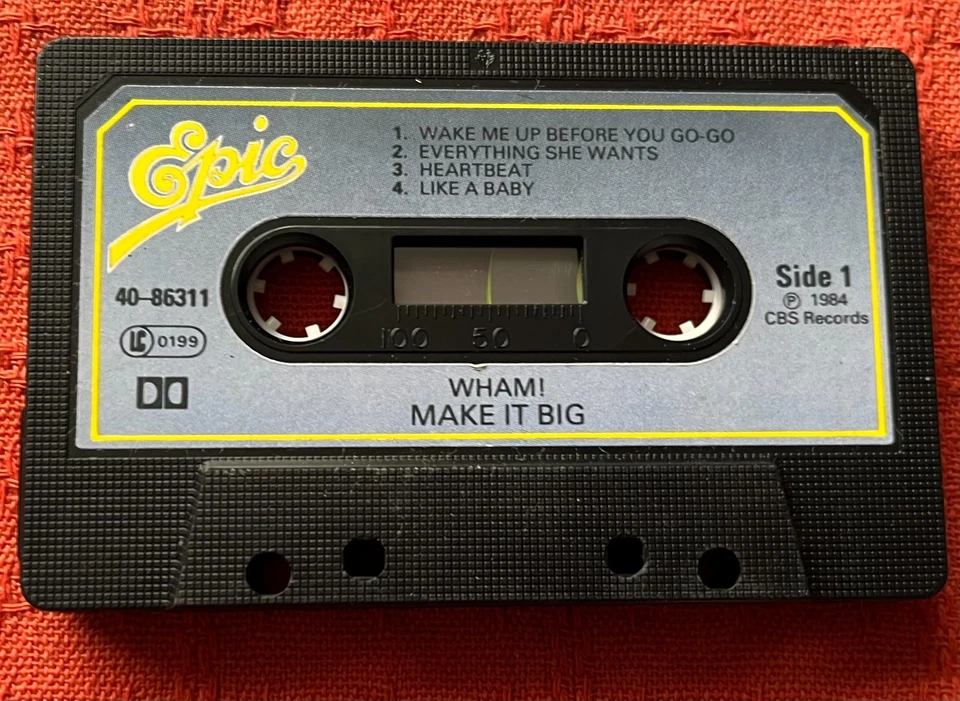 Epic
1. WAKE ME UP BEFORE YOU GO-GO
2. EVERYTHING SHE WANTS
3. HEARTBEAT
4. LIKE A BABY
40–86311
LC 0199
100 50 0
Side 1
℗ 1984
CBS Records
WHAM!
MAKE IT BIG